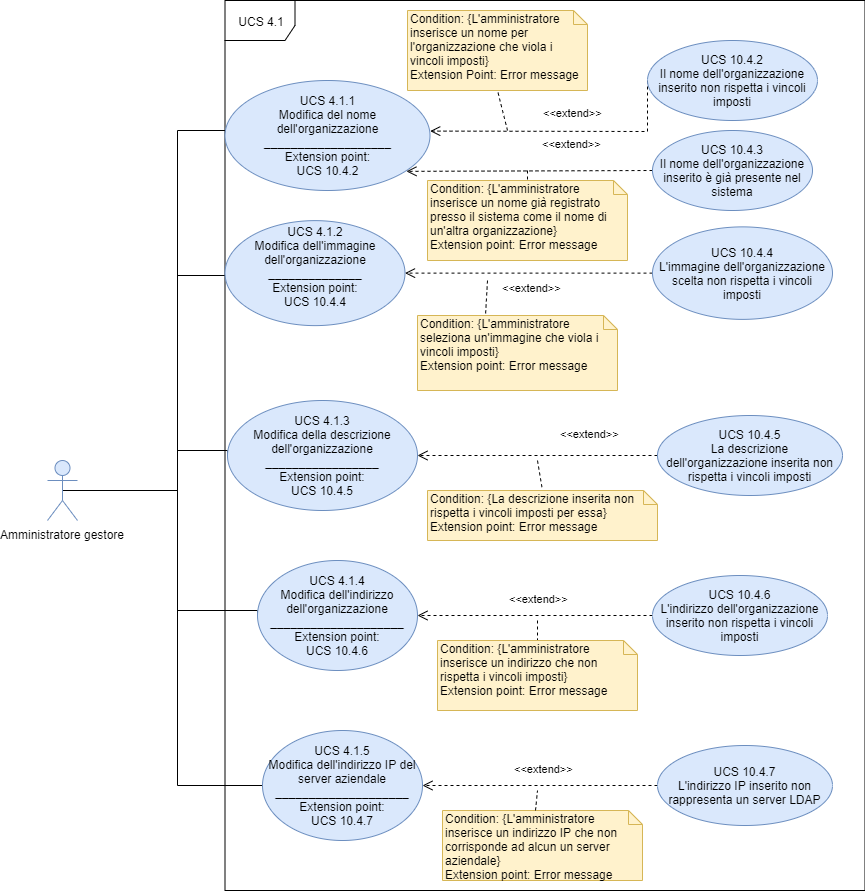 UCS 4.1
Condition: {L'amministratore
inserisce un nome per
l'organizzazione che viola i
vincoli imposti}
Extension Point: Error message
UCS 10.4.2
Il nome dell'organizzazione
inserito non rispetta i vincoli
imposti
UCS 4.1.1
Modifica del nome
dell'organizzazione
___________________
Extension point:
UCS 10.4.2
<<extend>>
<<extend>>
UCS 10.4.3
Il nome dell'organizzazione
inserito è già presente nel
sistema
Condition: {L'amministratore
inserisce un nome già registrato
presso il sistema come il nome di
un'altra organizzazione}
Extension point: Error message
UCS 4.1.2
Modifica dell'immagine
dell'organizzazione
______________
Extension point:
UCS 10.4.4
<<extend>>
UCS 10.4.4
L'immagine dell'organizzazione
scelta non rispetta i vincoli
imposti
Condition: {L'amministratore
seleziona un'immagine che viola i
vincoli imposti}
Extension point: Error message
UCS 4.1.3
Modifica della descrizione
dell'organizzazione
_________________
Extension point:
UCS 10.4.5
<<extend>>
UCS 10.4.5
La descrizione
dell'organizzazione inserita non
rispetta i vincoli imposti
Condition: {La descrizione inserita non
rispetta i vincoli imposti per essa}
Extension point: Error message
Amministratore gestore
UCS 4.1.4
Modifica dell'indirizzo
dell'organizzazione
____________________
Extension point:
UCS 10.4.6
<<extend>>
UCS 10.4.6
L'indirizzo dell'organizzazione
inserito non rispetta i vincoli
imposti
Condition: {L'amministratore
inserisce un indirizzo che non
rispetta i vincoli imposti}
Extension point: Error message
UCS 4.1.5
Modifica dell'indirizzo IP del
server aziendale
____________________
Extension point:
UCS 10.4.7
<<extend>>
UCS 10.4.7
L'indirizzo IP inserito non
rappresenta un server LDAP
Condition: {L'amministratore
inserisce un indirizzo IP che non
corrisponde ad alcun un server
aziendale}
Extension point: Error message